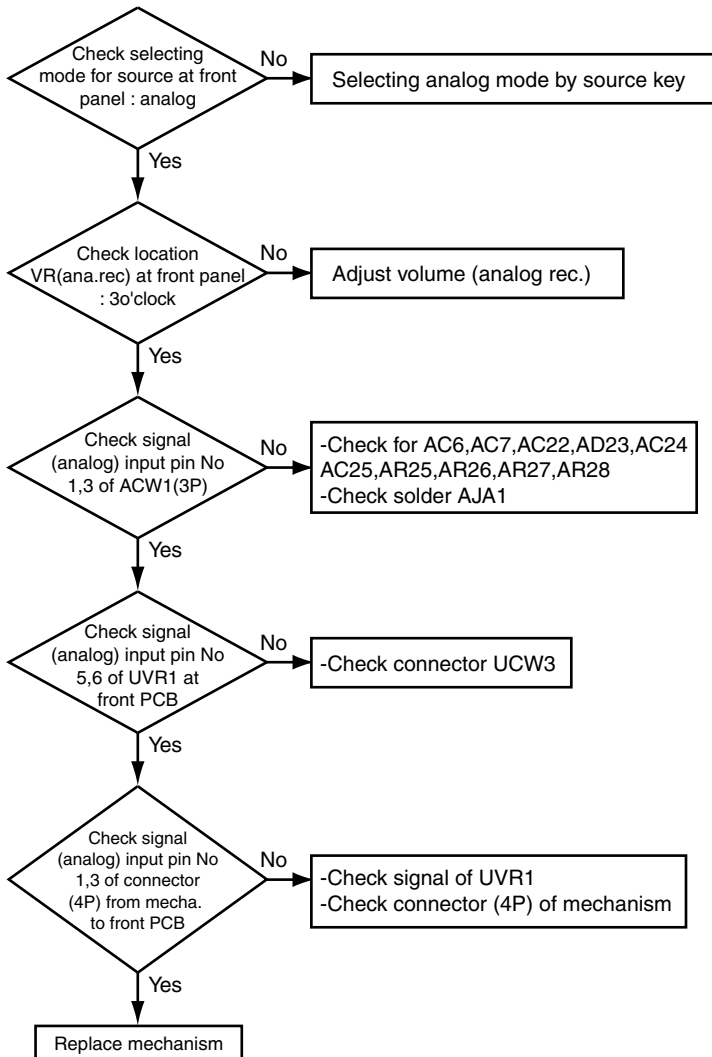 Check selecting
mode for source at front
panel : analog
No
Selecting analog mode by source key
Yes
Check location
VR(ana.rec) at front panel
: 3o'clock
No
Adjust volume (analog rec.)
Yes
Check signal
(analog) input pin No
1,3 of ACW1(3P)
No
-Check for AC6,AC7,AC22,AD23,AC24
AC25,AR25,AR26,AR27,AR28
-Check solder AJA1
Yes
Check signal
(analog) input pin No
5,6 of UVR1 at
front PCB
No
-Check connector UCW3
Yes
Check signal
(analog) input pin No
1,3 of connector
(4P) from mecha.
to front PCB
No
-Check signal of UVR1
-Check connector (4P) of mechanism
Yes
Replace mechanism